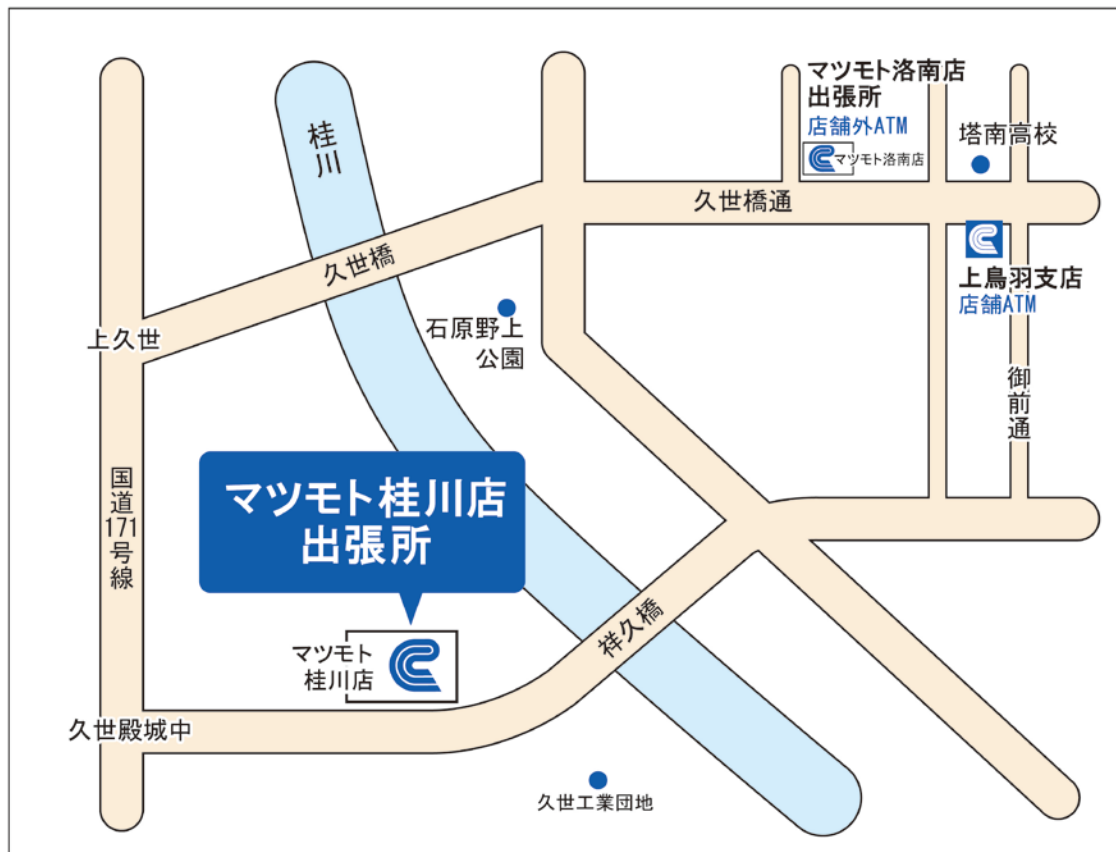 マツモト洛南店
出張所
店舗外ATM
マツモト洛南店
塔南高校
桂川
久世橋通
久世橋
上鳥羽支店
店舗ATM
石原野上
公園
上久世
御前通
国道171号線
マツモト桂川店
出張所
祥久橋
マツモト
桂川店
久世殿城中
久世工業団地